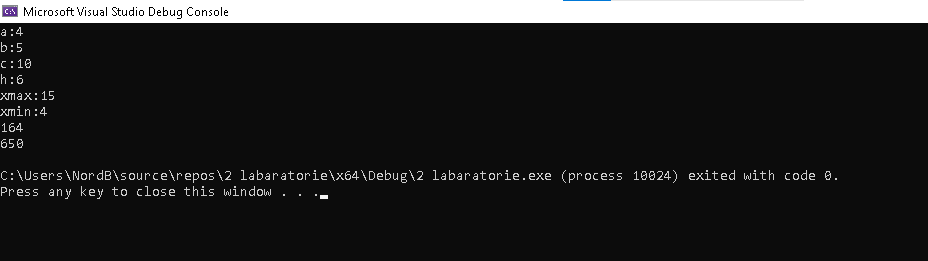 Microsoft Visual Studio Debug Console
a:4
b:5
c:10
h:6
xmax:15
xmin:4
164
650
C:\Users\NordB\source\repos\2 labaratorie\x64\Debug\2 labaratorie.exe (process 10024) exited with code 0.
Press any key to close this window . . .